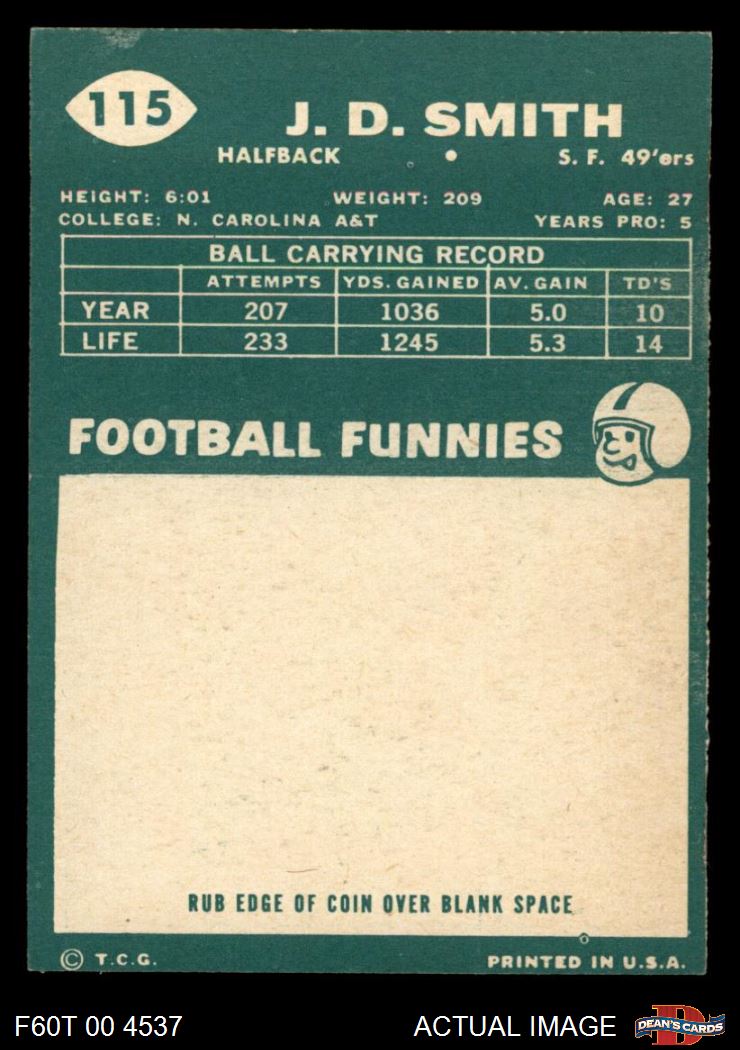 115
J. D. SMITH
HALFBACK • S. F. 49'ers
HEIGHT: 6:01 WEIGHT: 209 AGE: 27
COLLEGE: N. CAROLINA A&T YEARS PRO: 5
BALL CARRYING RECORD
ATTEMPTS YDS. GAINED AV. GAIN TD'S
YEAR 207 1036 5.0 10
LIFE 233 1245 5.3 14
FOOTBALL FUNNIES
RUB EDGE OF COIN OVER BLANK SPACE
© T.C.G. PRINTED IN U.S.A.
F60T 00 4537 ACTUAL IMAGE DEAN'S CARDS